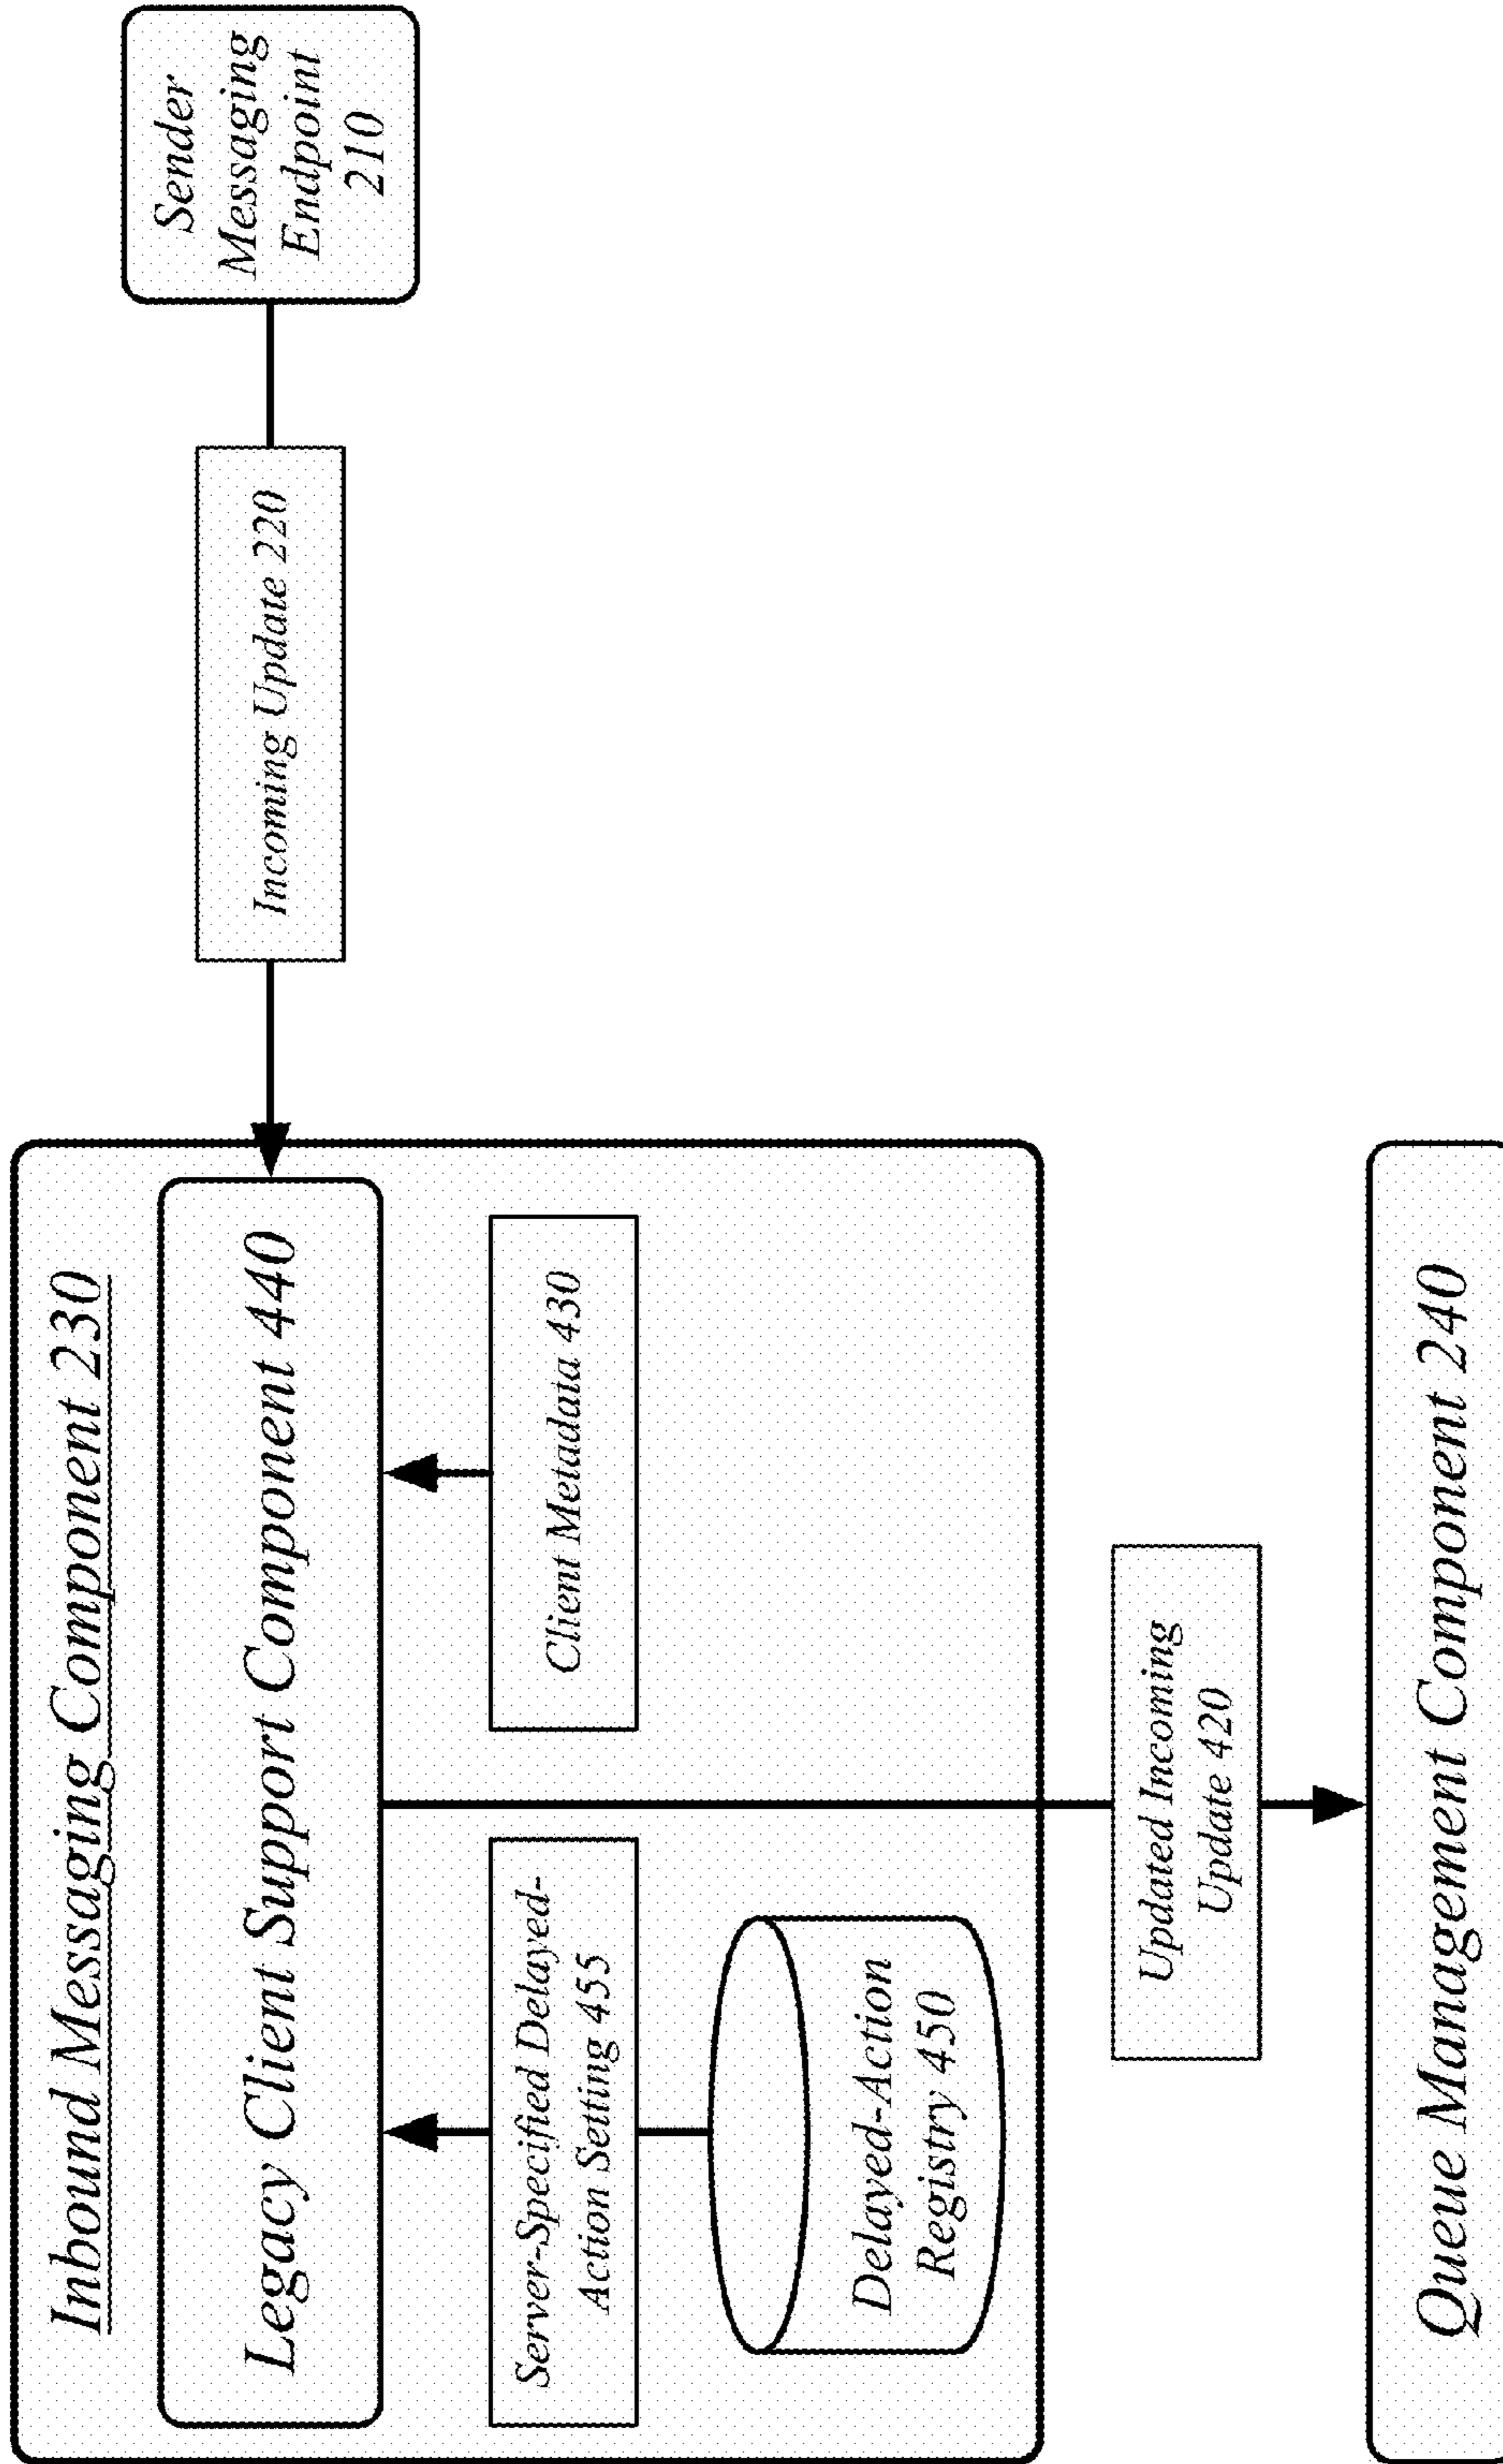 Inbound Messaging Component 230
Legacy Client Support Component 440
Server-Specified Delayed-
Action Setting 455
Client Metadata 430
Delayed-Action
Registry 450
Incoming Update 220
Sender
Messaging
Endpoint
210
Updated Incoming
Update 420
Queue Management Component 240